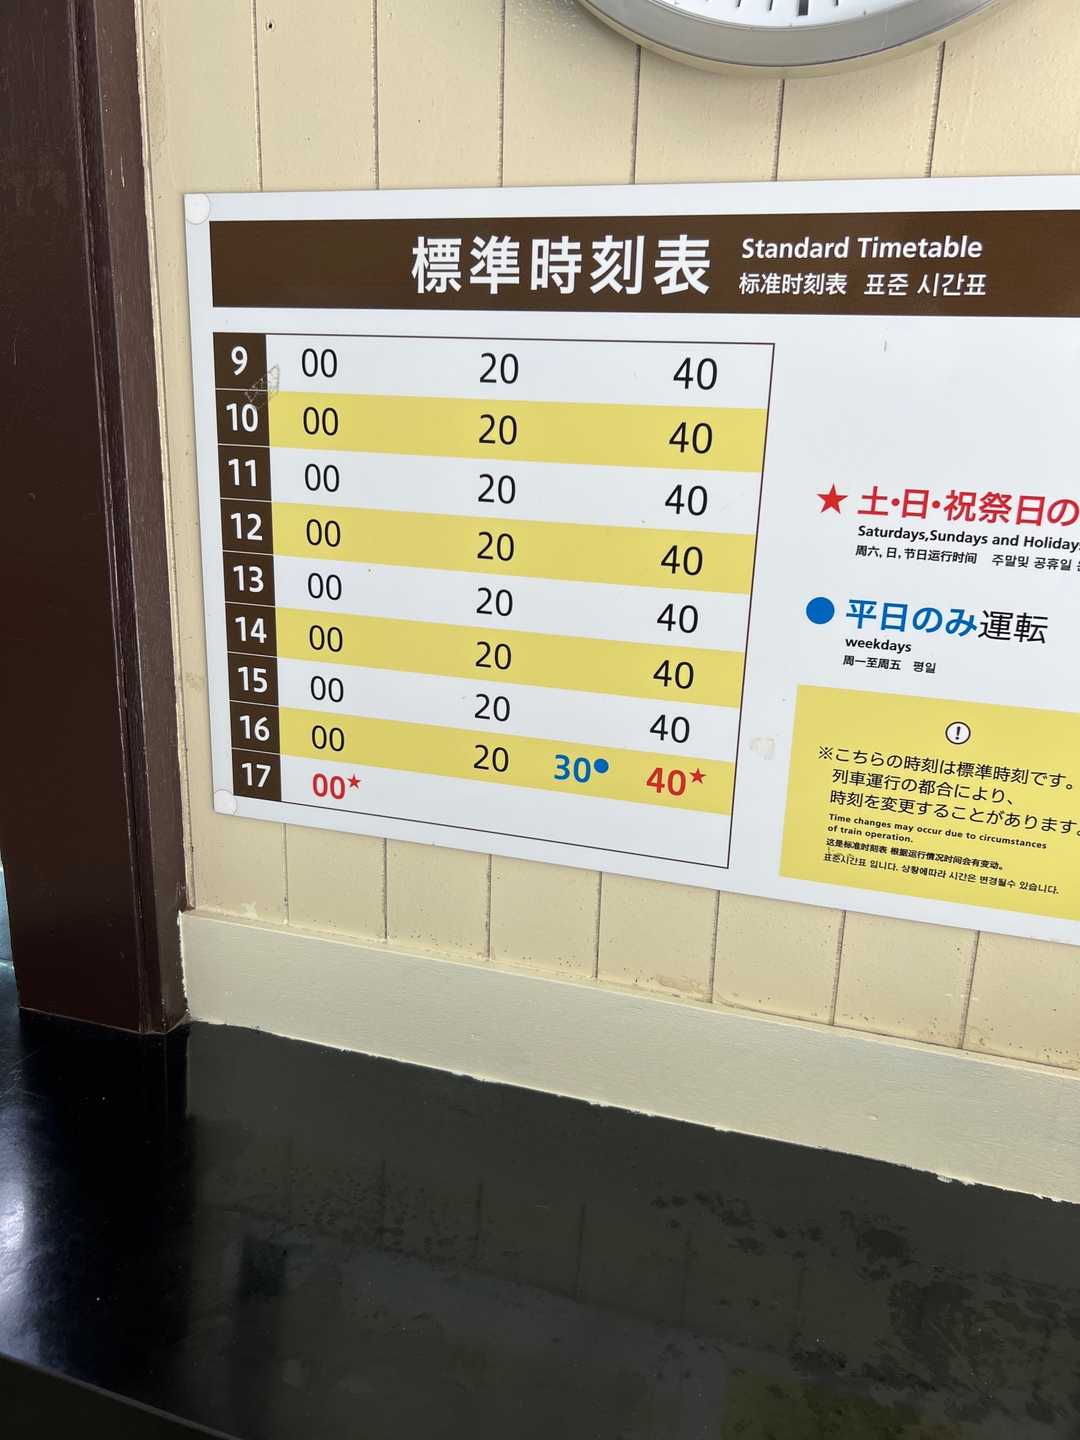 標準時刻表 Standard Timetable
标准时刻表 표준 시간표
9 00 20 40
10 00 20 40
11 00 20 40
12 00 20 40
13 00 20 40
14 00 20 40
15 00 20 40
16 00 20 30● 40★
17 00★
★ 土・日・祝祭日の
Saturdays,Sundays and Holidays
周六, 日, 节日运行时间 주말및 공휴일
● 平日のみ運転
weekdays
周一至周五 평일
!
※こちらの時刻は標準時刻です。
列車運行の都合により、
時刻を変更することがあります。
Time changes may occur due to circumstances
of train operation.
这是标准时刻表 根据运行情况时间会有变动。
표준시간표 입니다. 상황에따라 시간은 변경될수 있습니다.